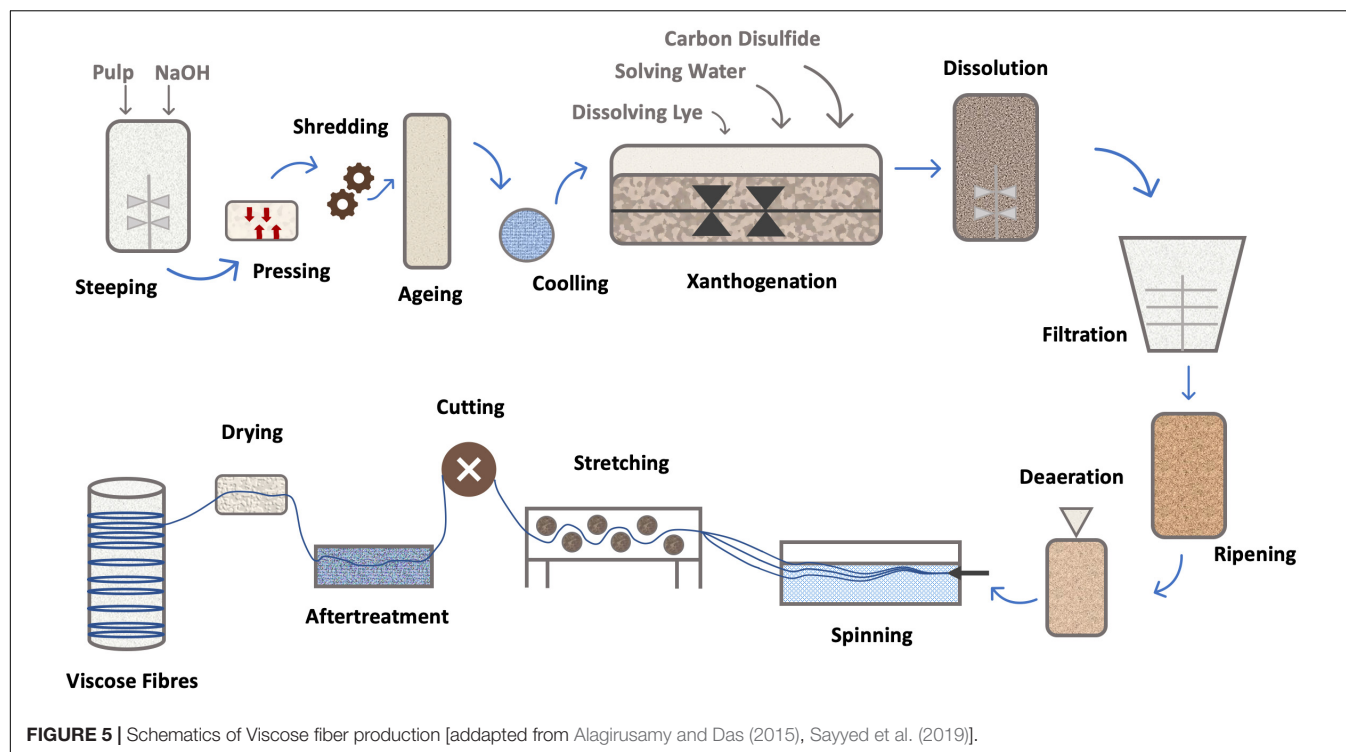 Carbon Disulfide
Solving Water
Dissolving Lye
Pulp NaOH
Dissolution
Shredding
Steeping
Pressing
Ageing
Coolling
Xanthogenation
Filtration
Ripening
Deaeration
Spinning
Stretching
Cutting
Aftertreatment
Drying
Viscose Fibres
FIGURE 5 | Schematics of Viscose fiber production [addapted from Alagirusamy and Das (2015), Sayyed et al. (2019)].